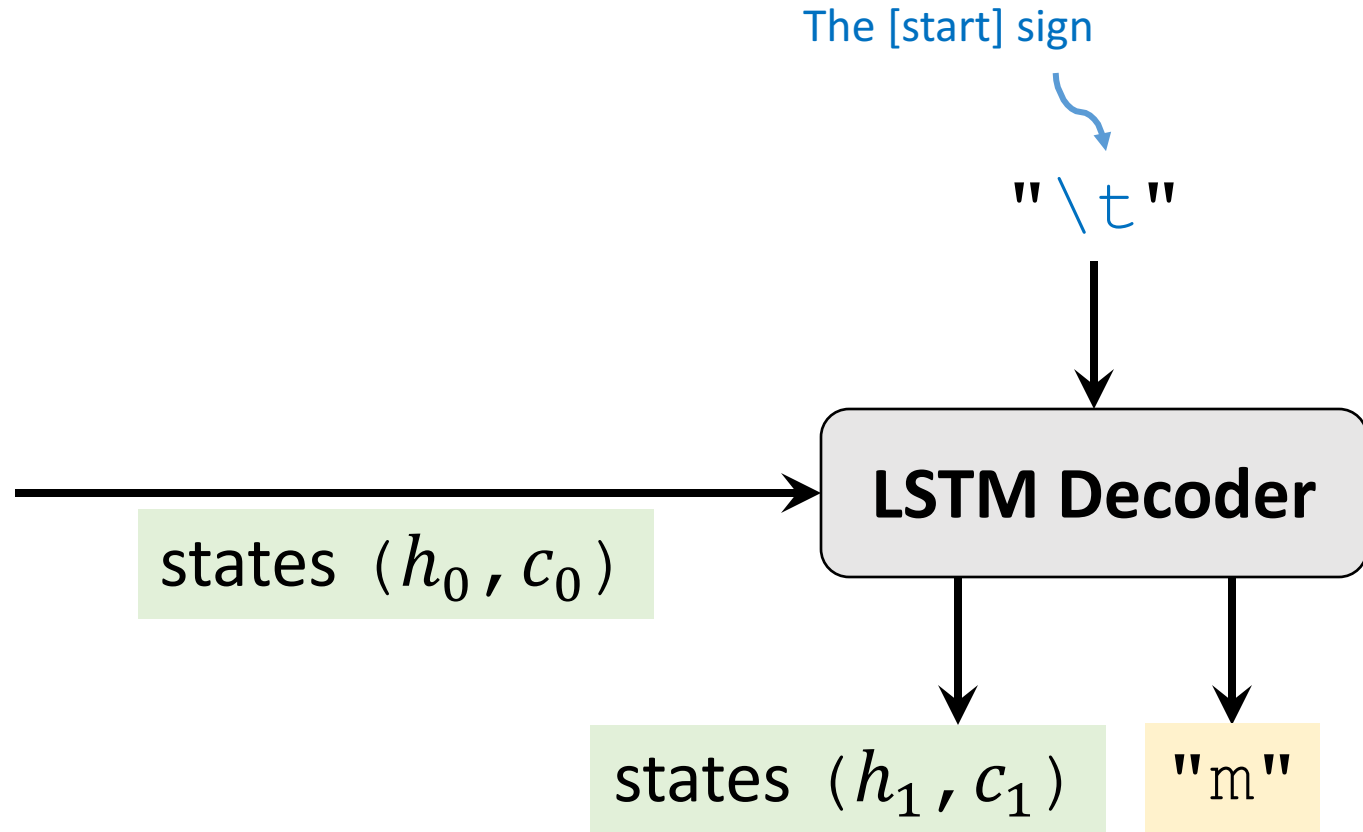 The [start] sign
"\t"
LSTM Decoder
states (h₀, c₀)
states (h₁, c₁)
"m"